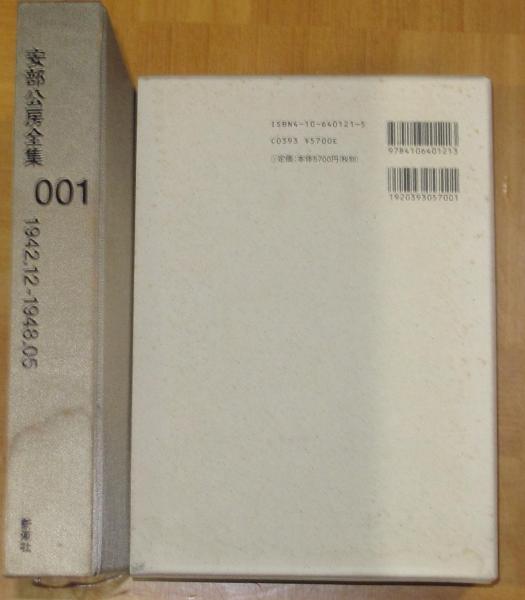 安部公房全集
001
1942.12-1948.05
新潮社
ISBN4-10-640121-5
C0393 ¥5700E
定価:本体5700円(税別)
9784106401213
1920393057001